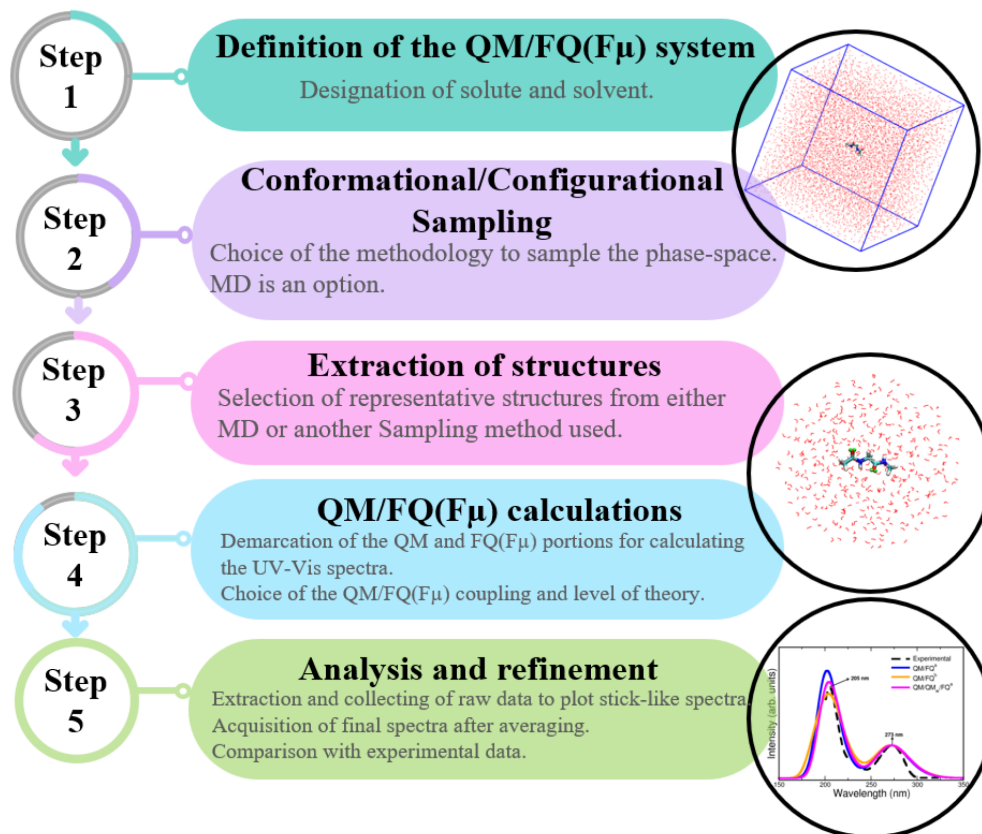 Step
1
Definition of the QM/FQ(Fμ) system
Designation of solute and solvent.
Step
2
Conformational/Configurational
Sampling
Choice of the methodology to sample the phase-space.
MD is an option.
Step
3
Extraction of structures
Selection of representative structures from either
MD or another Sampling method used.
Step
4
QM/FQ(Fμ) calculations
Demarcation of the QM and FQ(Fμ) portions for calculating
the UV-Vis spectra.
Choice of the QM/FQ(Fμ) coupling and level of theory.
Step
5
Analysis and refinement
Extraction and collecting of raw data to plot stick-like spectra.
Acquisition of final spectra after averaging.
Comparison with experimental data.
Intensity (arb. units)
Experimental
QM/FQᵃ
QM/FQᵇ
205 nm
273 nm
150 200 250 300 350
Wavelength (nm)